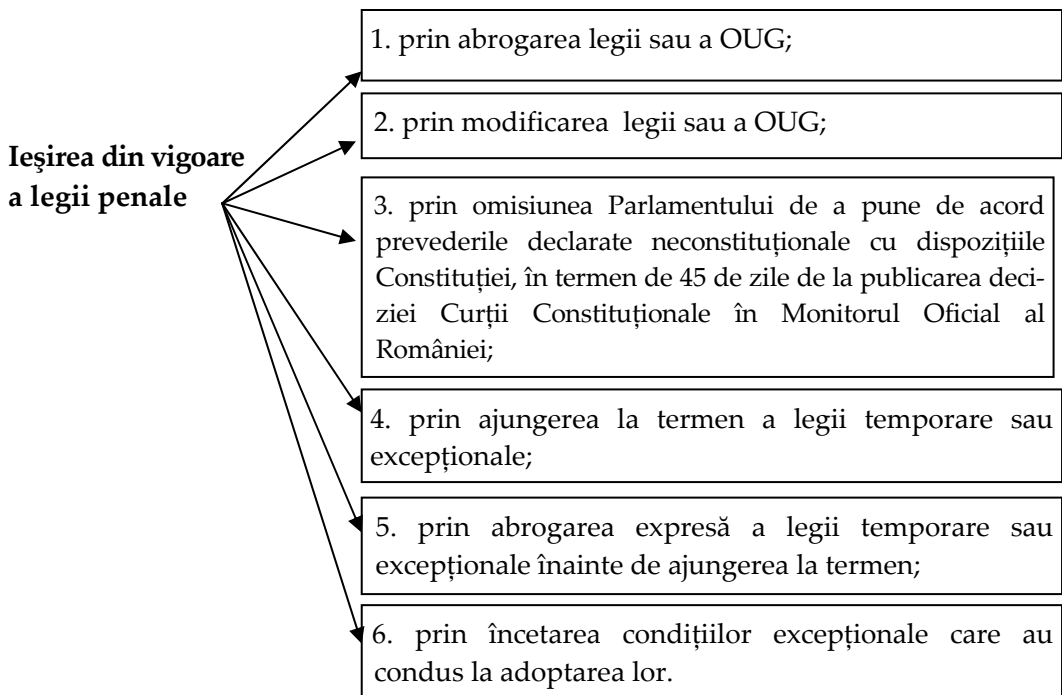 Ieşirea din vigoare
a legii penale
1. prin abrogarea legii sau a OUG;
2. prin modificarea legii sau a OUG;
3. prin omisiunea Parlamentului de a pune de acord
prevederile declarate neconstituționale cu dispozițiile
Constituției, în termen de 45 de zile de la publicarea deci-
ziei Curții Constituționale în Monitorul Oficial al
României;
4. prin ajungerea la termen a legii temporare sau
excepționale;
5. prin abrogarea expresă a legii temporare sau
excepționale înainte de ajungerea la termen;
6. prin încetarea condițiilor excepționale care au
condus la adoptarea lor.